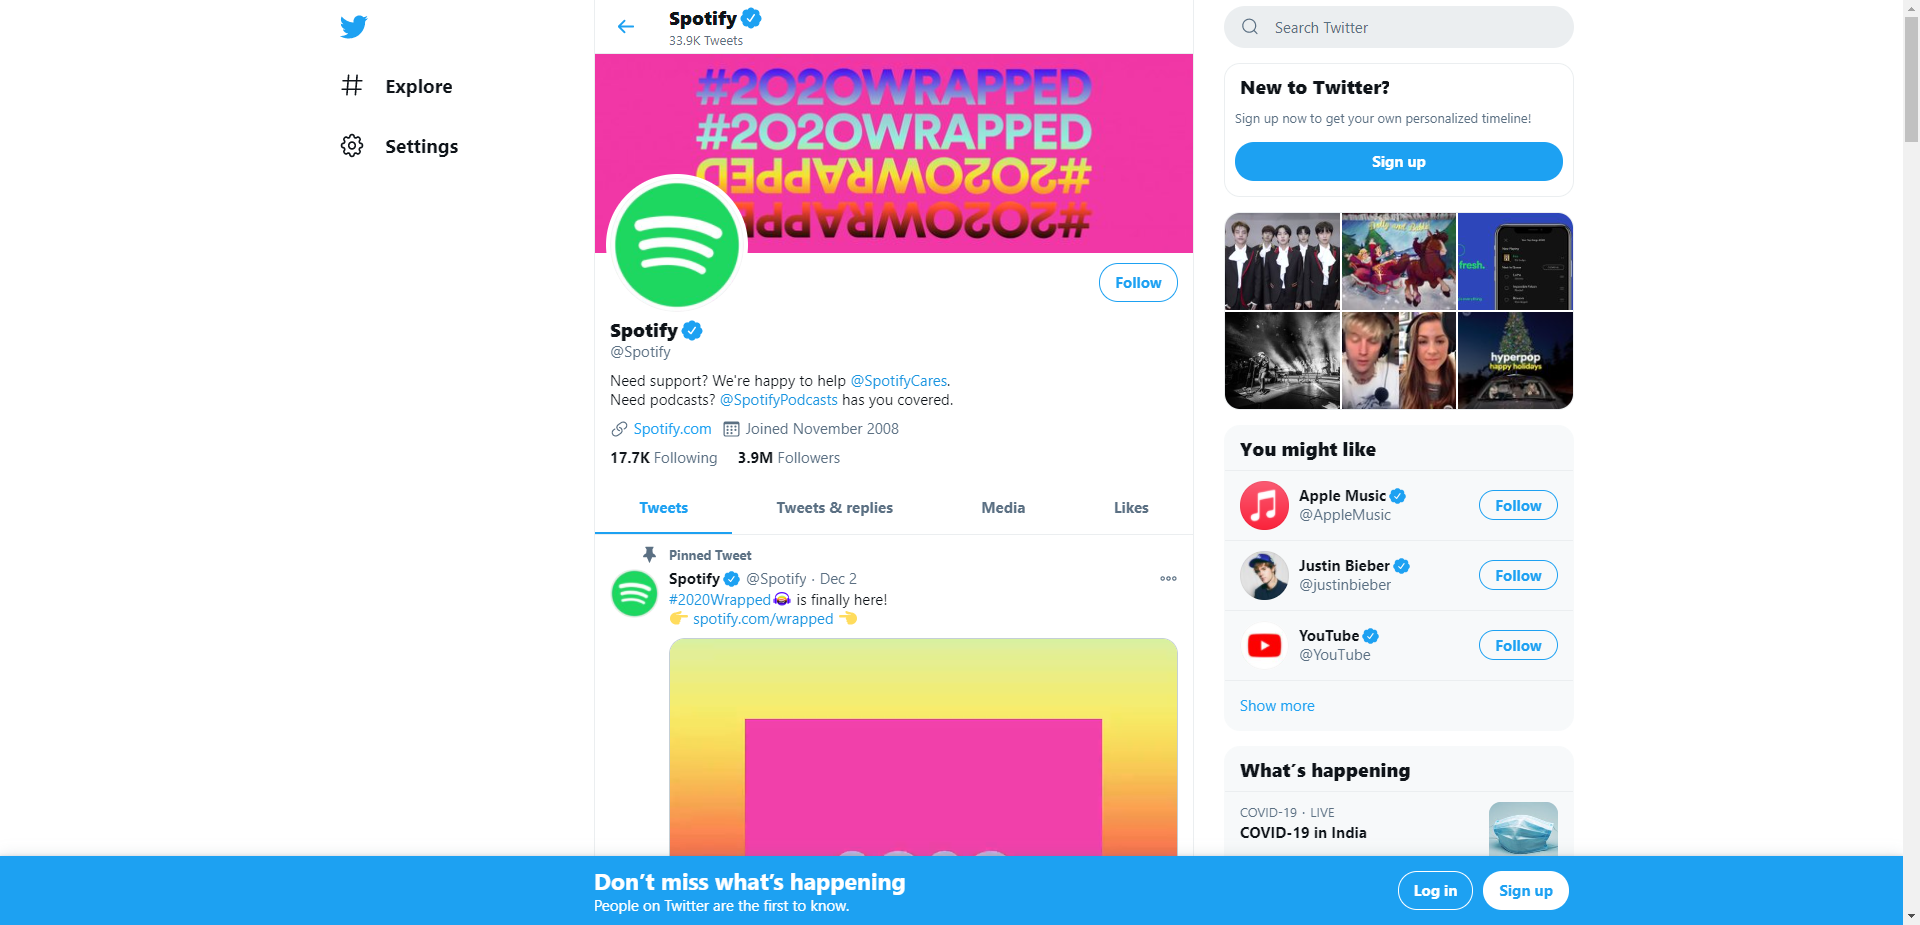 Explore
Settings
Spotify
33.9K Tweets
#2020WRAPPED
#2020WRAPPED
#2020WRAPPED
#2020WRAPPED
Follow
Spotify
@Spotify
Need support? We're happy to help @SpotifyCares.
Need podcasts? @SpotifyPodcasts has you covered.
Spotify.com Joined November 2008
17.7K Following 3.9M Followers
Tweets Tweets & replies Media Likes
Pinned Tweet
Spotify @Spotify · Dec 2
#2020Wrapped is finally here!
spotify.com/wrapped
Search Twitter
New to Twitter?
Sign up now to get your own personalized timeline!
Sign up
fresh.
hyperpop
happy holidays
You might like
Apple Music
@AppleMusic
Follow
Justin Bieber
@justinbieber
Follow
YouTube
@YouTube
Follow
Show more
What´s happening
COVID-19 · LIVE
COVID-19 in India
Don’t miss what’s happening
People on Twitter are the first to know.
Log in Sign up